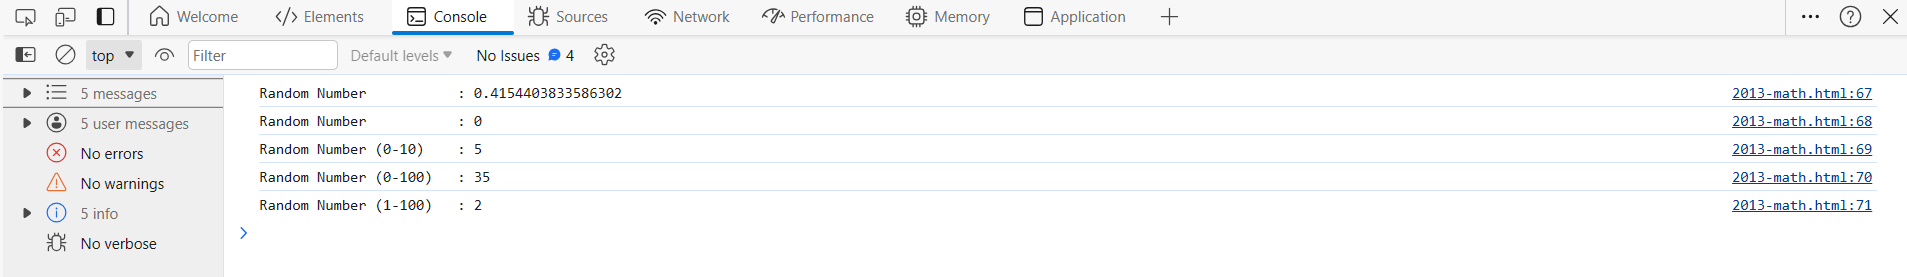 Welcome Elements Console Sources Network Performance Memory Application
top Filter Default levels No Issues 4
5 messages
5 user messages
No errors
No warnings
5 info
No verbose
Random Number : 0.4154403833586302 2013-math.html:67
Random Number : 0 2013-math.html:68
Random Number (0-10) : 5 2013-math.html:69
Random Number (0-100) : 35 2013-math.html:70
Random Number (1-100) : 2 2013-math.html:71